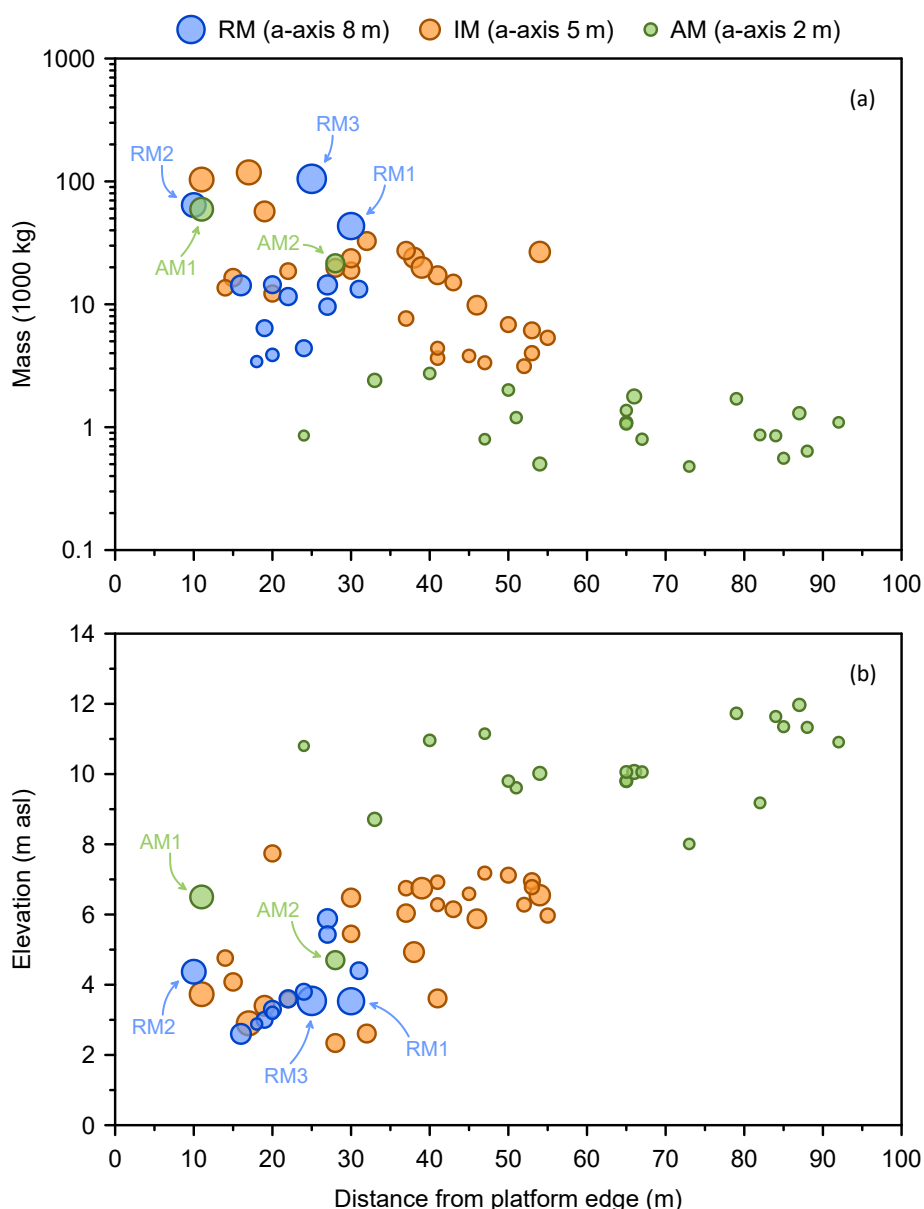 RM (a-axis 8 m) IM (a-axis 5 m) AM (a-axis 2 m)
1000
(a)
RM3
RM2
RM1
100
AM2
AM1
10
1
0.1
Mass (1000 kg)
0 10 20 30 40 50 60 70 80 90 100
14
(b)
12
10
AM1
8
AM2
6
4
RM2
RM1
RM3
2
0
Elevation (m asl)
0 10 20 30 40 50 60 70 80 90 100
Distance from platform edge (m)